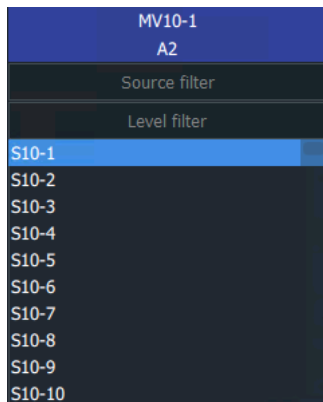 MV10-1
A2
Source filter
Level filter
S10-1
S10-2
S10-3
S10-4
S10-5
S10-6
S10-7
S10-8
S10-9
S10-10